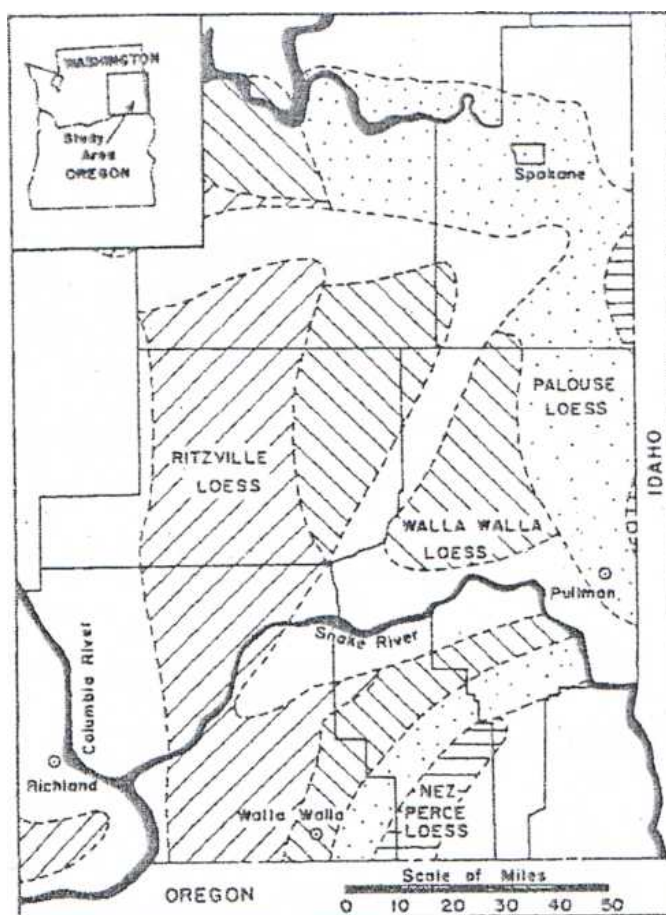 WASHINGTON
Study
Area
OREGON
Spokane
PALOUSE
LOESS
RITZVILLE
LOESS
IDAHO
WALLA WALLA
LOESS
Pullman
Snake River
Columbia River
Richland
Walla Walla
NEZ
PERCE
LOESS
Scale of Miles
OREGON
0 10 20 30 40 50